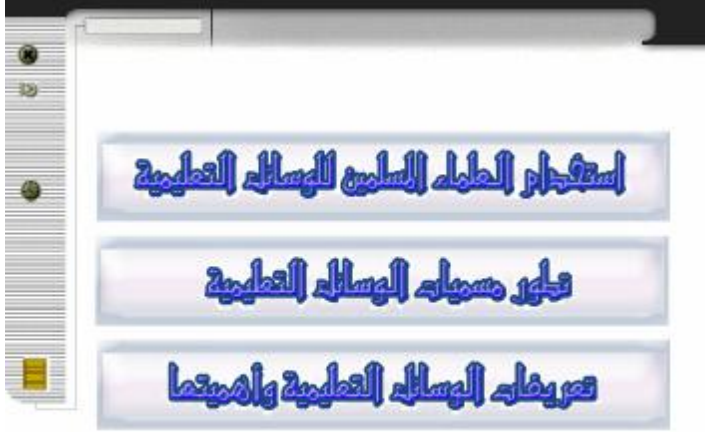 استخدام العلماء المسلمين للوسائل التعليمية
تطور مسميات الوسائل التعليمية
تعريفات الوسائل التعليمية وأهميتها